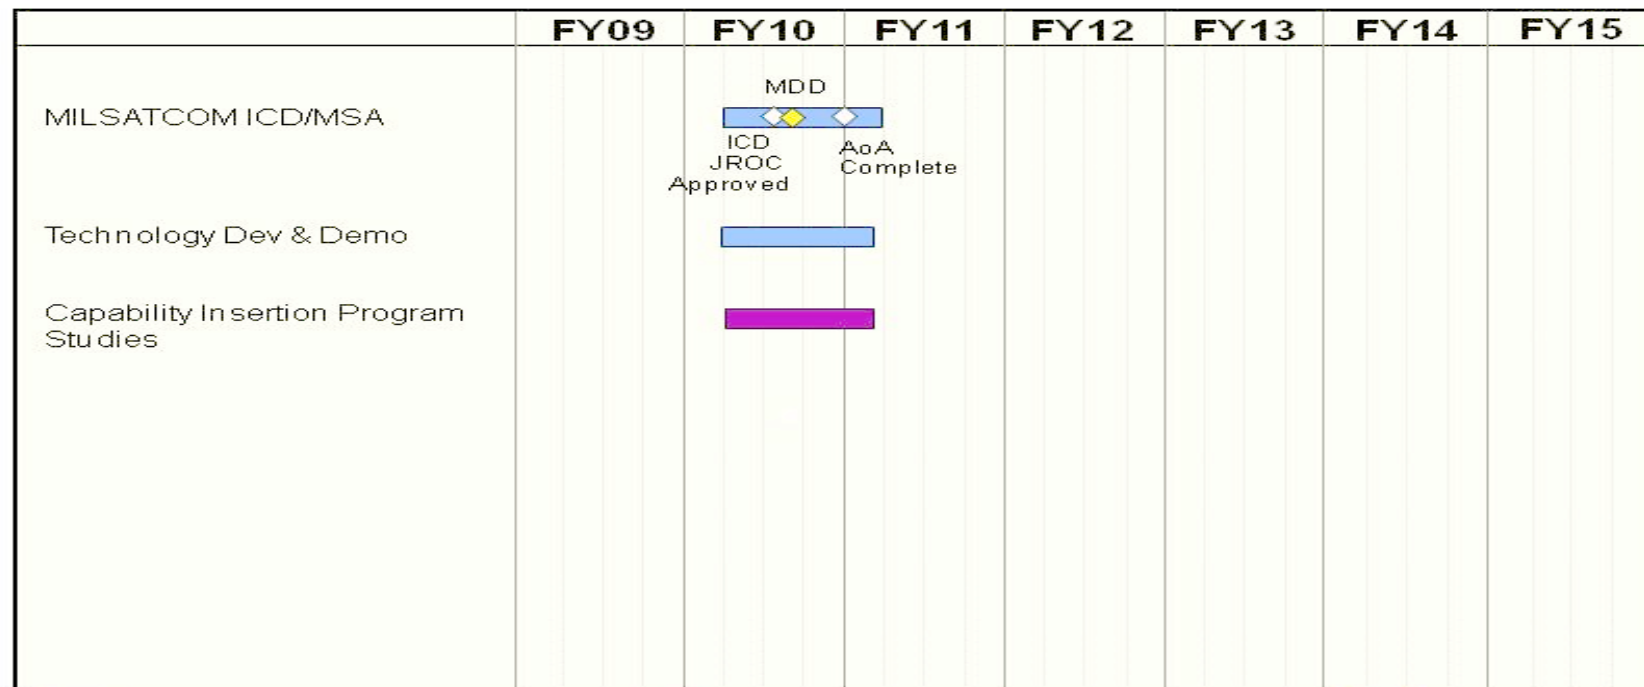 FY09 FY10 FY11 FY12 FY13 FY14 FY15
MDD
MILSATCOM ICD/MSA
ICD
JROC
Approved
AoA
Complete
Technology Dev & Demo
Capability Insertion Program
Studies